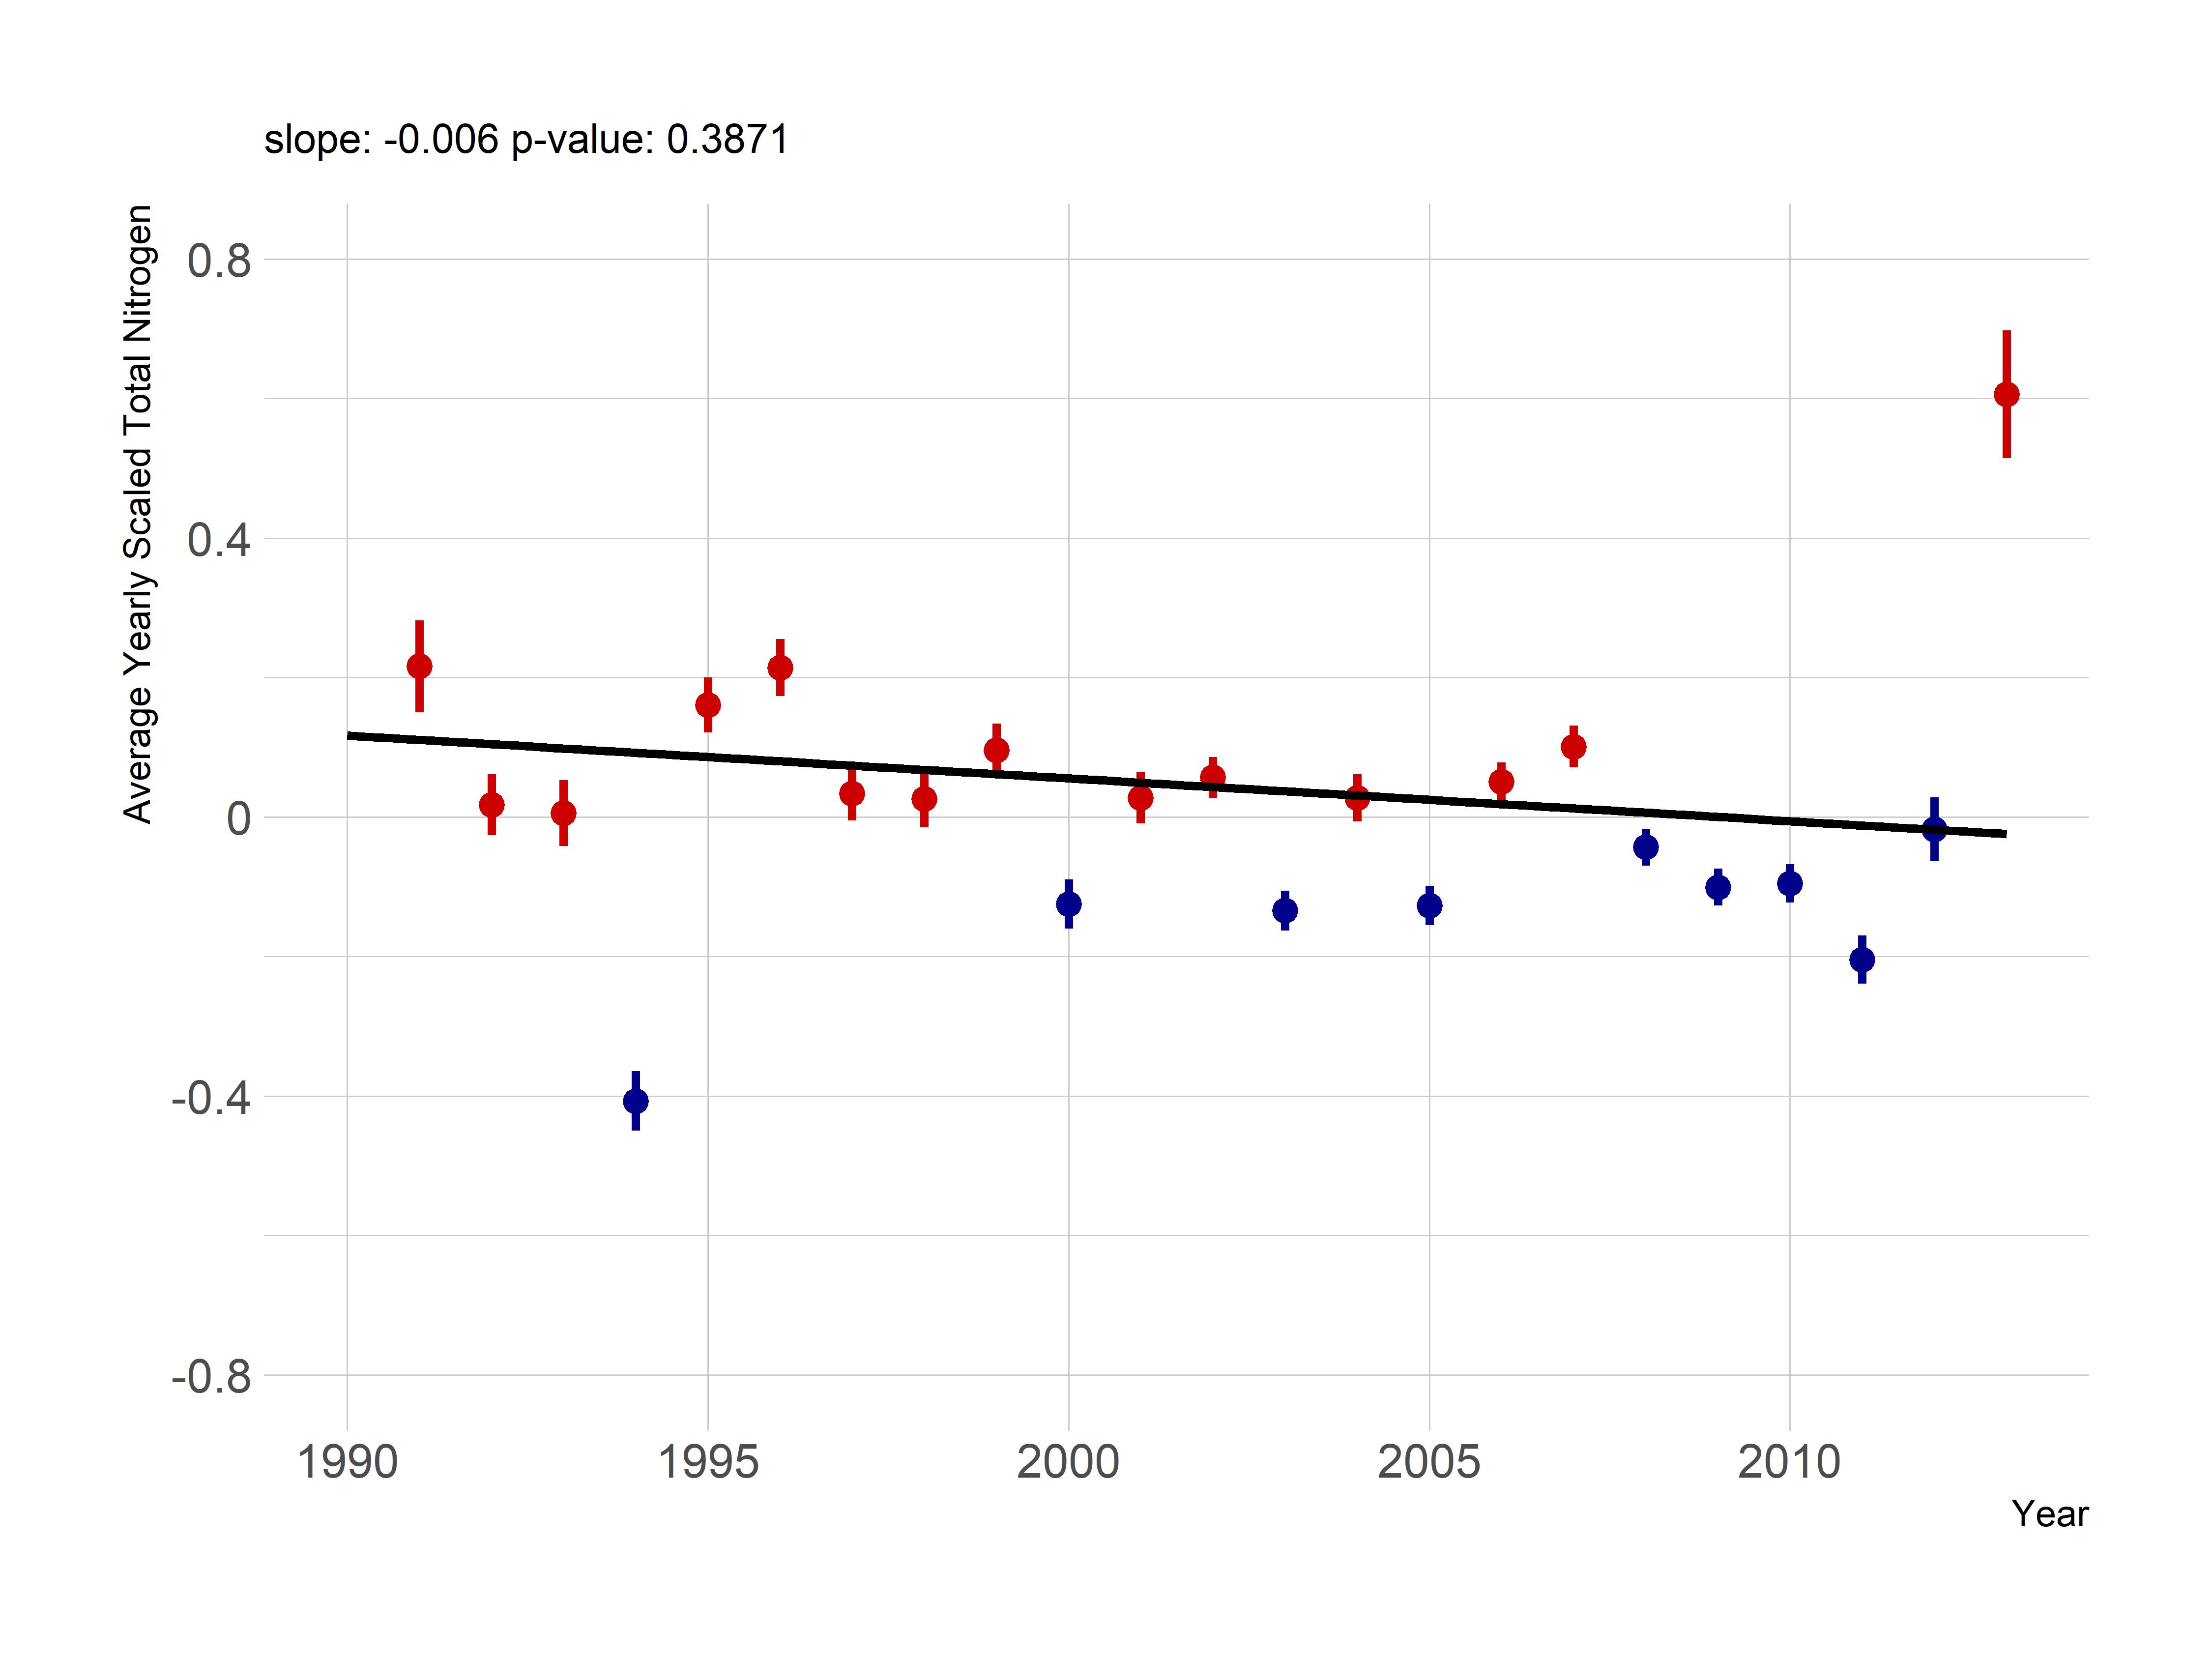 slope: -0.006 p-value: 0.3871
Average Yearly Scaled Total Nitrogen
0.8
0.4
0
-0.4
-0.8
1990 1995 2000 2005 2010
Year